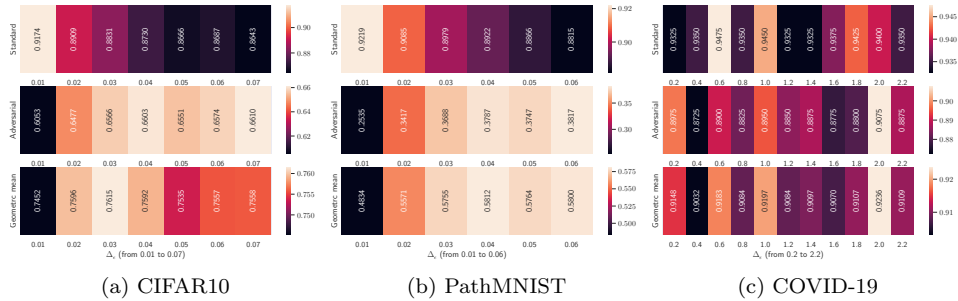 Standard
0.9174 0.8909 0.8831 0.8730 0.8666 0.8687 0.8643
0.90
0.88
0.01 0.02 0.03 0.04 0.05 0.06 0.07
Adversarial
0.6053 0.6477 0.6566 0.6603 0.6551 0.6574 0.6610
0.66
0.64
0.62
0.01 0.02 0.03 0.04 0.05 0.06 0.07
Geometric mean
0.7452 0.7596 0.7615 0.7592 0.7535 0.7557 0.7558
0.760
0.755
0.750
0.01 0.02 0.03 0.04 0.05 0.06 0.07
Δᵥ (from 0.01 to 0.07)
(a) CIFAR10
Standard
0.9219 0.9085 0.8979 0.8922 0.8866 0.8815
0.92
0.90
0.01 0.02 0.03 0.04 0.05 0.06
Adversarial
0.2535 0.3417 0.3688 0.3787 0.3747 0.3817
0.35
0.30
0.01 0.02 0.03 0.04 0.05 0.06
Geometric mean
0.4834 0.5571 0.5755 0.5812 0.5764 0.5800
0.575
0.550
0.525
0.500
0.01 0.02 0.03 0.04 0.05 0.06
Δᵥ (from 0.01 to 0.06)
(b) PathMNIST
Standard
0.9325 0.9350 0.9475 0.9350 0.9450 0.9325 0.9325 0.9375 0.9425 0.9400 0.9350
0.945
0.940
0.935
0.2 0.4 0.6 0.8 1.0 1.2 1.4 1.6 1.8 2.0 2.2
Adversarial
0.8975 0.8725 0.8900 0.8825 0.8950 0.8850 0.8875 0.8775 0.8800 0.9075 0.8875
0.90
0.89
0.88
0.2 0.4 0.6 0.8 1.0 1.2 1.4 1.6 1.8 2.0 2.2
Geometric mean
0.9148 0.9032 0.9183 0.9084 0.9197 0.9084 0.9097 0.9070 0.9107 0.9236 0.9109
0.92
0.91
0.2 0.4 0.6 0.8 1.0 1.2 1.4 1.6 1.8 2.0 2.2
Δᵥ (from 0.2 to 2.2)
(c) COVID-19